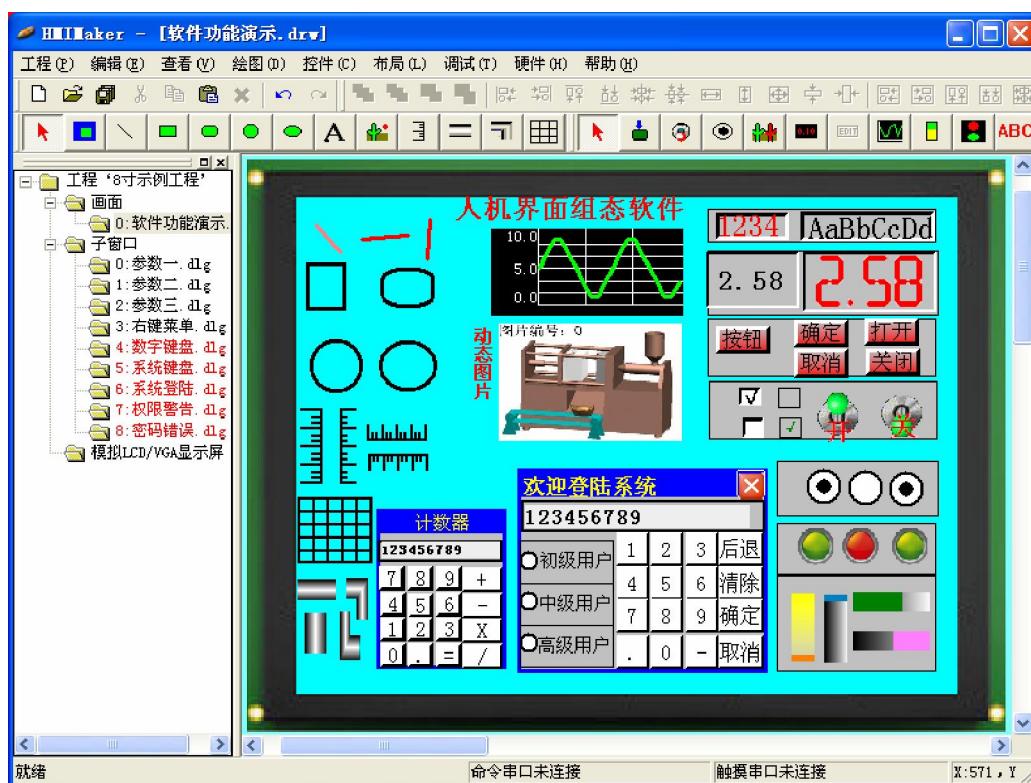 HMIMaker - [软件功能演示.drw]
工程(P) 编辑(E) 查看(V) 绘图(D) 控件(C) 布局(L) 调试(T) 硬件(H) 帮助(H)
A 0.10 EDIT ABC
工程‘8寸示例工程’
画面
0:软件功能演示.
子窗口
0:参数一.dlg
1:参数二.dlg
2:参数三.dlg
3:右键菜单.dlg
4:数字键盘.dlg
5:系统键盘.dlg
6:系统登陆.dlg
7:权限警告.dlg
8:密码错误.dlg
模拟LCD/VGA显示屏
人机界面组态软件
10.0
5.0
0.0
1234 AaBbCcDd
2.58 2.58
动态图片
图片编号: 0
按钮 确定 打开
取消 关闭
开 关
计数器
123456789
7 8 9 +
4 5 6 -
1 2 3 X
0 . = /
欢迎登陆系统
123456789
初级用户 1 2 3 后退
4 5 6 清除
中级用户 7 8 9 确定
高级用户 . 0 - 取消
就绪 命令串口未连接 触摸串口未连接 X:571, Y